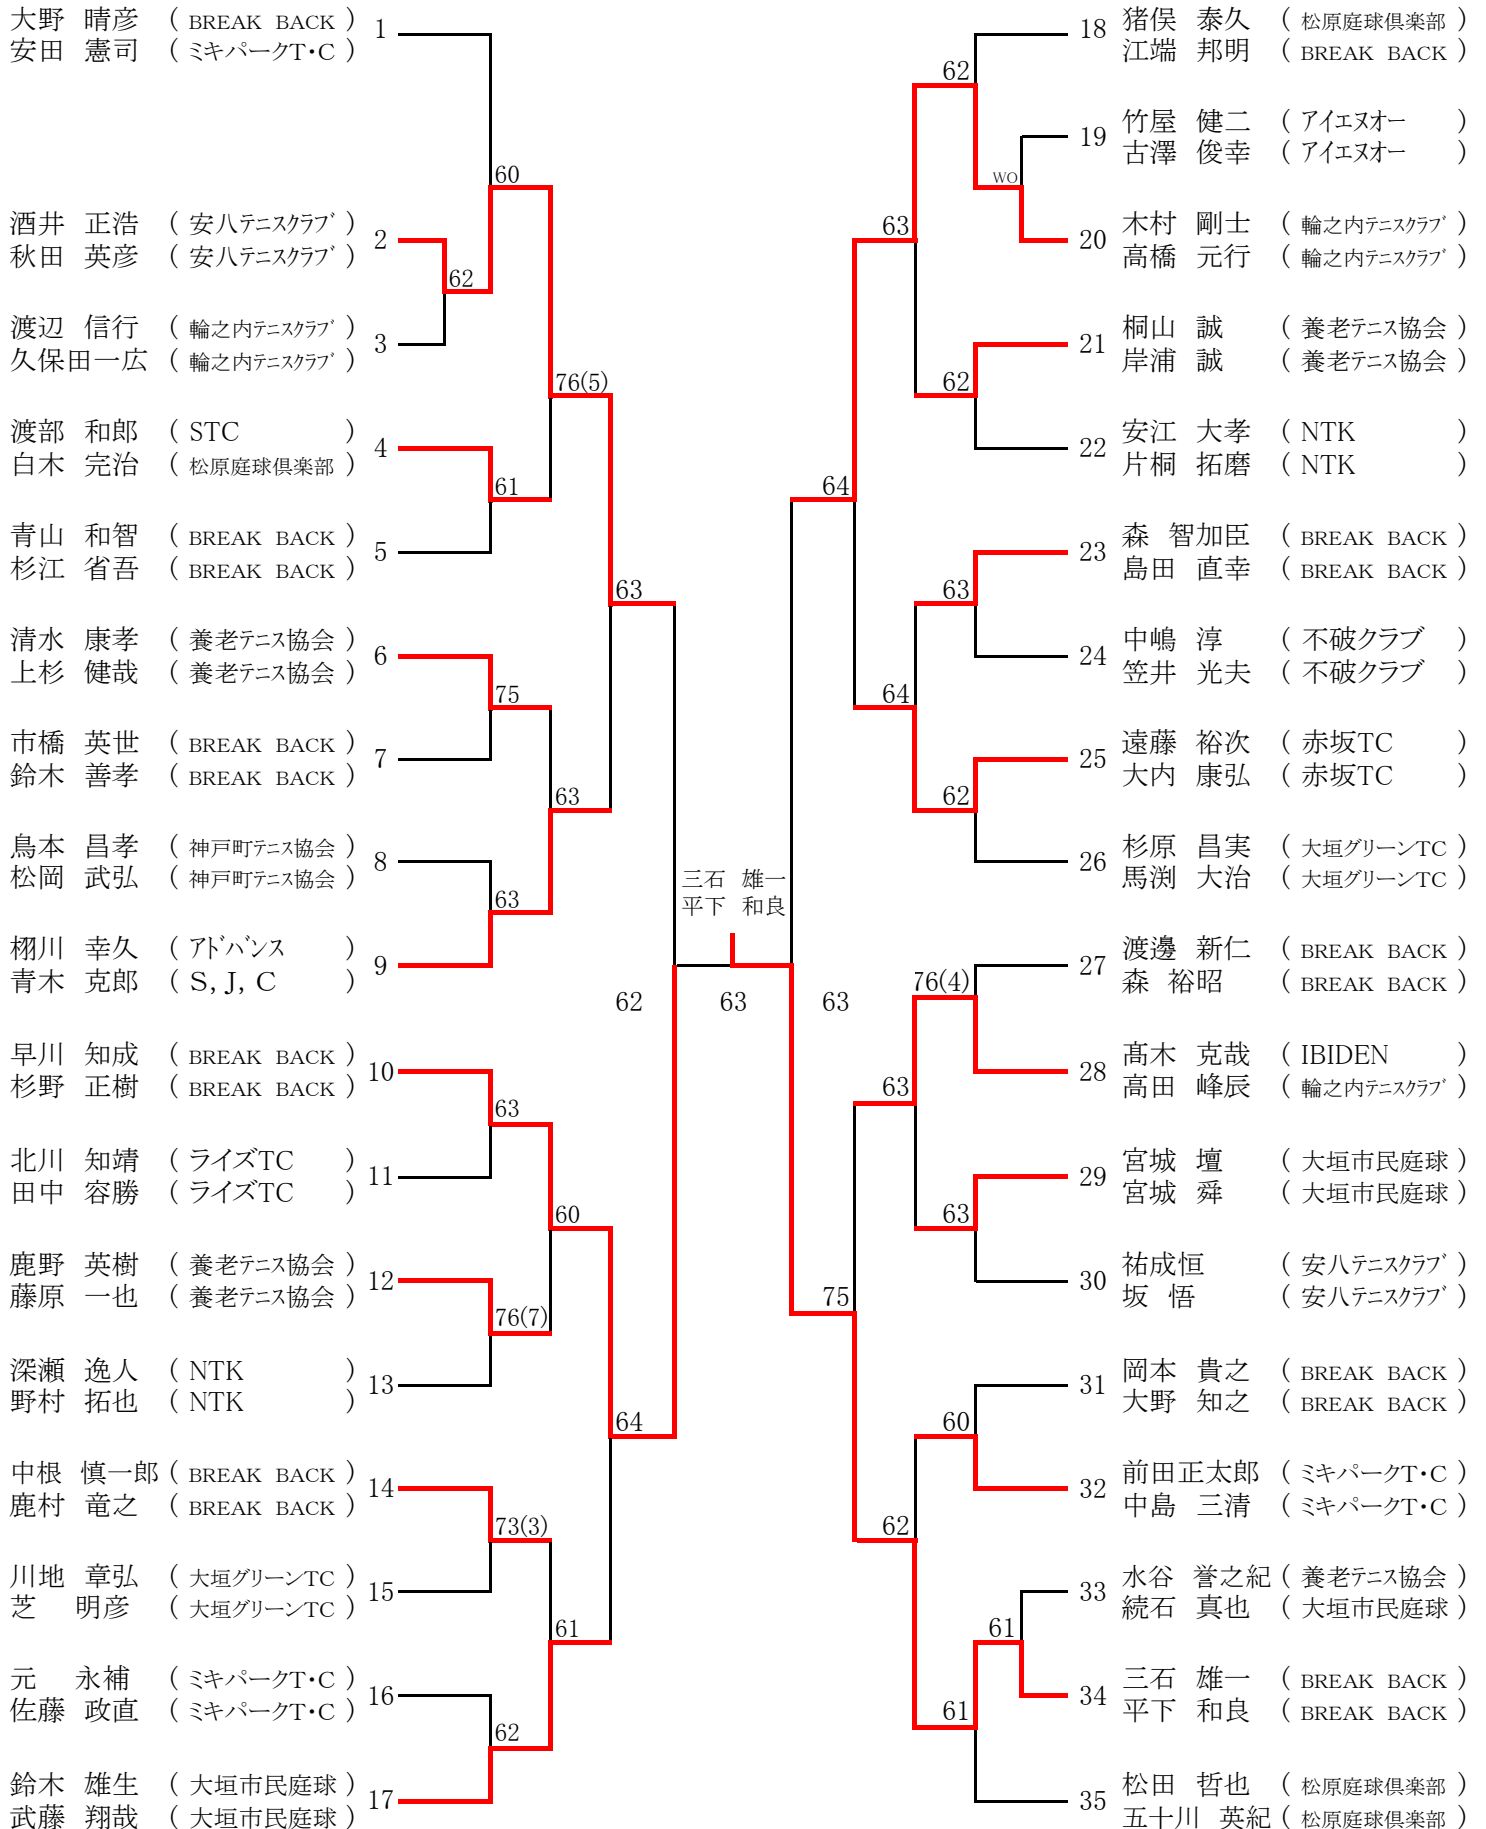 大野 晴彦 ( BREAK BACK ) 1
安田 憲司 ( ミキパークT・C )
60
酒井 正浩 ( 安八テニスクラブ ) 2
秋田 英彦 ( 安八テニスクラブ )
62
渡辺 信行 ( 輪之内テニスクラブ ) 3
久保田一広 ( 輪之内テニスクラブ )
76(5)
渡部 和郎 ( STC ) 4
白木 完治 ( 松原庭球倶楽部 )
61
青山 和智 ( BREAK BACK ) 5
杉江 省吾 ( BREAK BACK )
63
清水 康孝 ( 養老テニス協会 ) 6
上杉 健哉 ( 養老テニス協会 )
75
市橋 英世 ( BREAK BACK ) 7
鈴木 善孝 ( BREAK BACK )
63
鳥本 昌孝 ( 神戸町テニス協会 ) 8
松岡 武弘 ( 神戸町テニス協会 )
63
栩川 幸久 ( アドバンス ) 9
青木 克郎 ( S, J, C )
62
早川 知成 ( BREAK BACK ) 10
杉野 正樹 ( BREAK BACK )
63
北川 知靖 ( ライズTC ) 11
田中 容勝 ( ライズTC )
60
鹿野 英樹 ( 養老テニス協会 ) 12
藤原 一也 ( 養老テニス協会 )
76(7)
深瀬 逸人 ( NTK ) 13
野村 拓也 ( NTK )
64
中根 慎一郎 ( BREAK BACK ) 14
鹿村 竜之 ( BREAK BACK )
73(3)
川地 章弘 ( 大垣グリーンTC ) 15
芝 明彦 ( 大垣グリーンTC )
61
元 永補 ( ミキパークT・C ) 16
佐藤 政直 ( ミキパークT・C )
62
鈴木 雄生 ( 大垣市民庭球 ) 17
武藤 翔哉 ( 大垣市民庭球 )
三石 雄一
平下 和良
63
18 猪俣 泰久 ( 松原庭球倶楽部 )
江端 邦明 ( BREAK BACK )
62
19 竹屋 健二 ( アイエヌオー )
古澤 俊幸 ( アイエヌオー )
WO
20 木村 剛士 ( 輪之内テニスクラブ )
高橋 元行 ( 輪之内テニスクラブ )
63
21 桐山 誠 ( 養老テニス協会 )
岸浦 誠 ( 養老テニス協会 )
62
22 安江 大孝 ( NTK )
片桐 拓磨 ( NTK )
64
23 森 智加臣 ( BREAK BACK )
島田 直幸 ( BREAK BACK )
63
24 中嶋 淳 ( 不破クラブ )
笠井 光夫 ( 不破クラブ )
64
25 遠藤 裕次 ( 赤坂TC )
大内 康弘 ( 赤坂TC )
62
26 杉原 昌実 ( 大垣グリーンTC )
馬渕 大治 ( 大垣グリーンTC )
63
27 渡邊 新仁 ( BREAK BACK )
森 裕昭 ( BREAK BACK )
76(4)
28 髙木 克哉 ( IBIDEN )
高田 峰辰 ( 輪之内テニスクラブ )
63
29 宮城 壇 ( 大垣市民庭球 )
宮城 舜 ( 大垣市民庭球 )
63
30 祐成恒 ( 安八テニスクラブ )
坂 悟 ( 安八テニスクラブ )
75
31 岡本 貴之 ( BREAK BACK )
大野 知之 ( BREAK BACK )
60
32 前田正太郎 ( ミキパークT・C )
中島 三清 ( ミキパークT・C )
62
33 水谷 誉之紀 ( 養老テニス協会 )
続石 真也 ( 大垣市民庭球 )
61
34 三石 雄一 ( BREAK BACK )
平下 和良 ( BREAK BACK )
61
35 松田 哲也 ( 松原庭球倶楽部 )
五十川 英紀 ( 松原庭球倶楽部 )